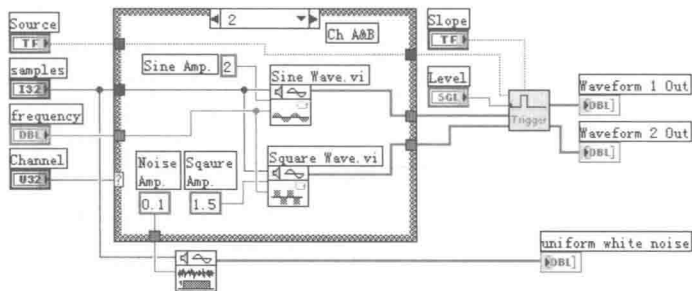 Source
TF
samples
I32
frequency
DBL
Channel
U32
2
Ch A&B
Sine Amp.
2
Sine Wave.vi
Noise
Amp.
0.1
Sqaure
Amp.
1.5
Square Wave.vi
?
Slope
TF
Level
SGL
Trigger
Waveform 1 Out
DBL]
Waveform 2 Out
DBL]
uniform white noise
DBL]